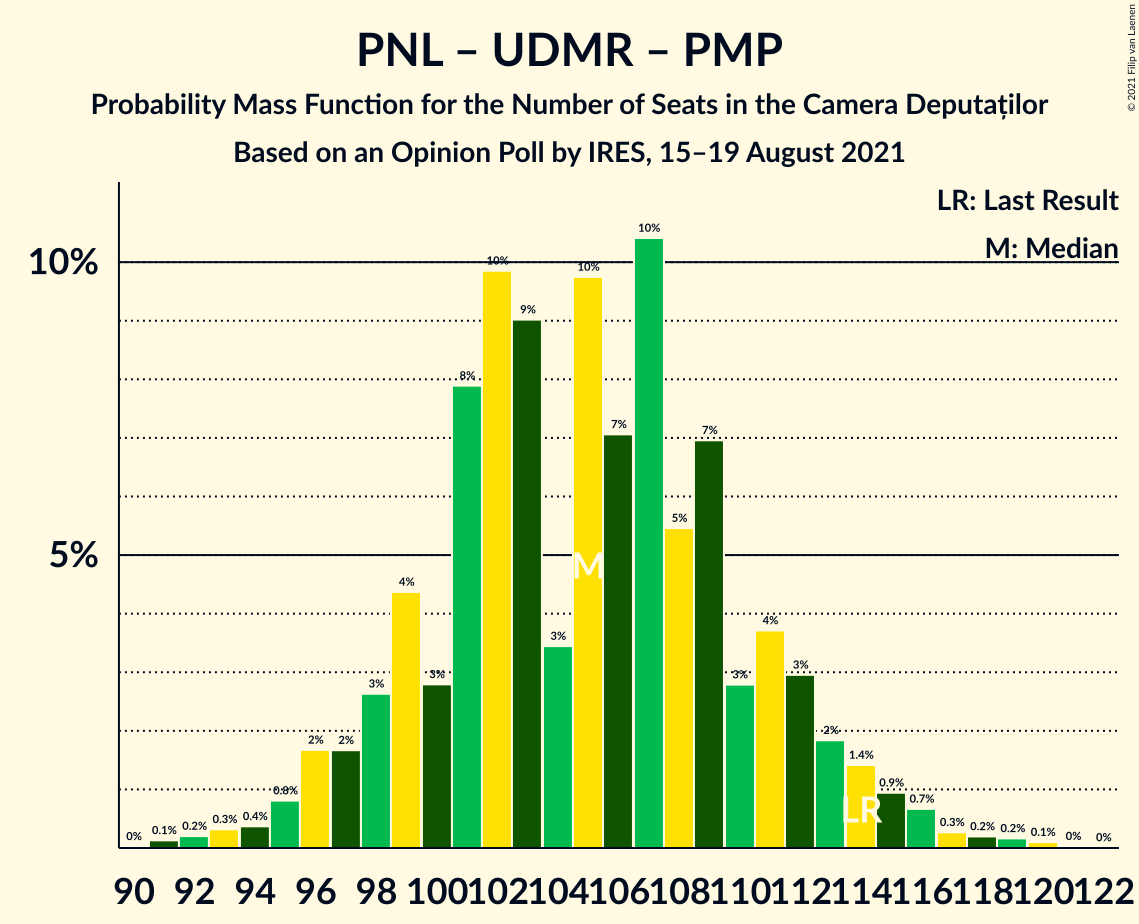 PNL – UDMR – PMP
Probability Mass Function for the Number of Seats in the Camera Deputaților
Based on an Opinion Poll by IRES, 15–19 August 2021
© 2021 Filip van Laenen
LR: Last Result
M: Median
10%
5%
0% 0.1% 0.2% 0.3% 0.4% 0.8% 2% 2% 3% 4% 3% 8% 10% 9% 3% 10% 7% 10% 5% 7% 3% 4% 3% 2% 1.4% 0.9% 0.7% 0.3% 0.2% 0.2% 0.1% 0% 0%
M
LR
90 92 94 96 98 100 102 104 106 108 110 112 114 116 118 120 122